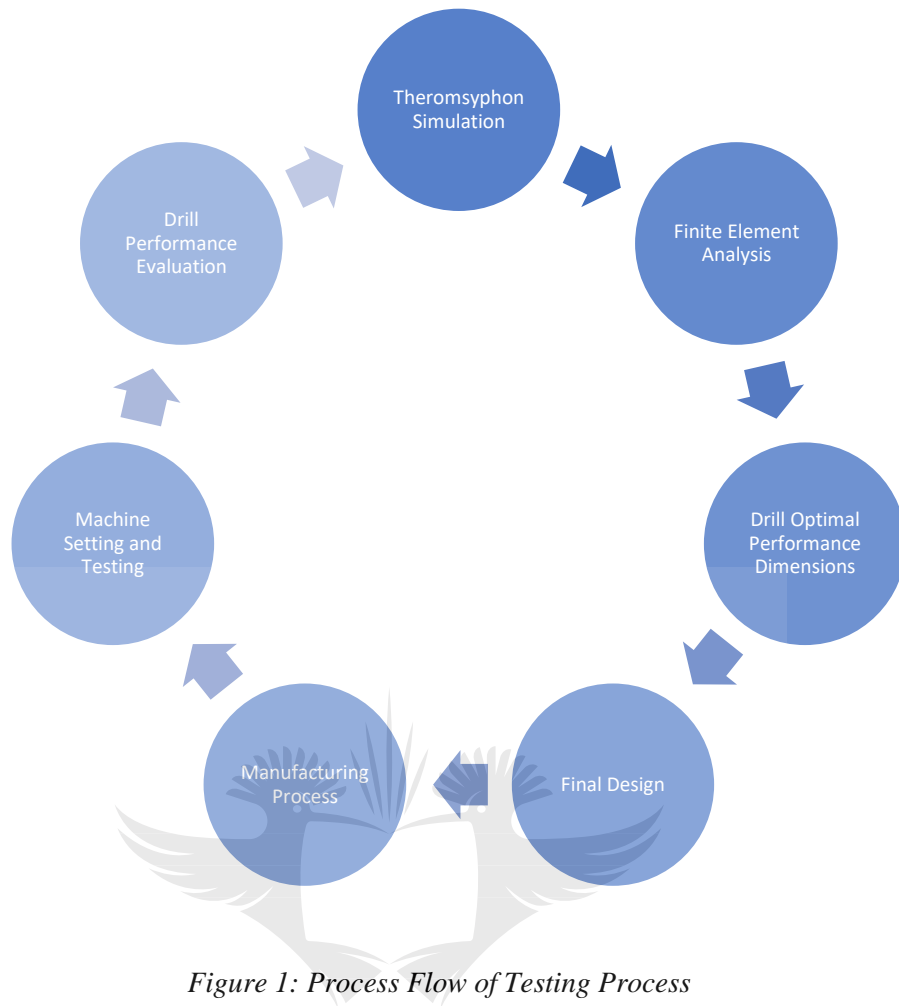 Theromsyphon
Simulation
Finite Element
Analysis
Drill Optimal
Performance
Dimensions
Final Design
Manufacturing
Process
Machine
Setting and
Testing
Drill
Performance
Evaluation
Figure 1: Process Flow of Testing Process